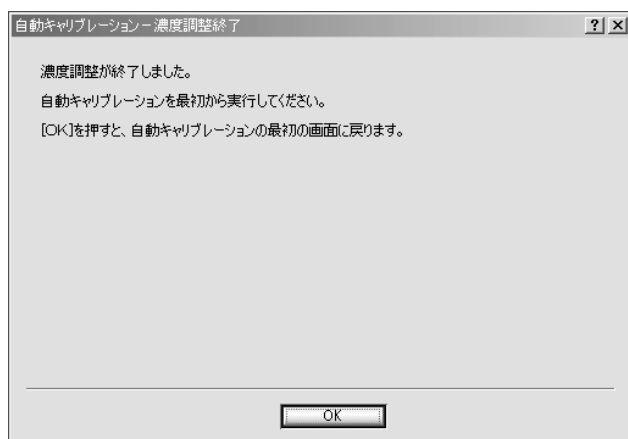 自動キャリブレーション－濃度調整終了
濃度調整が終了しました。
自動キャリブレーションを最初から実行してください。
[OK]を押すと、自動キャリブレーションの最初の画面に戻ります。
OK